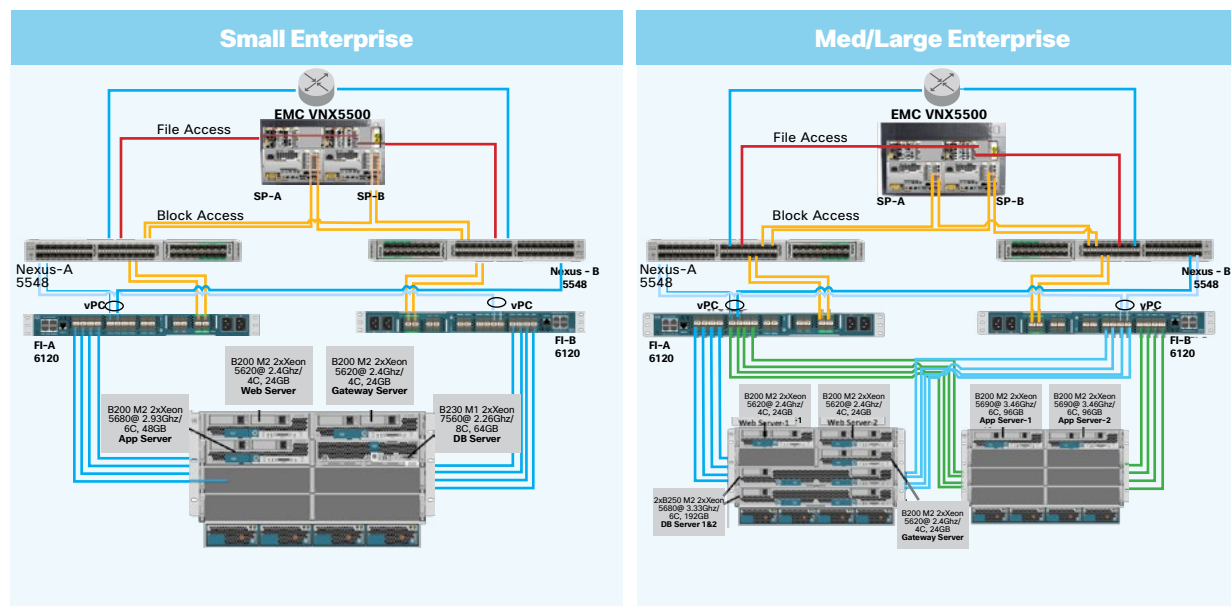 Small Enterprise
EMC VNX5500
File Access
SP-A
SP-B
Block Access
Nexus-A
5548
Nexus - B
5548
vPC
vPC
FI-A
6120
FI-B
6120
B200 M2 2xXeon
5620@ 2.4Ghz/
4C, 24GB
Web Server
B200 M2 2xXeon
5620@ 2.4Ghz/
4C, 24GB
Gateway Server
B200 M2 2xXeon
5680@ 2.93Ghz/
6C, 48GB
App Server
B230 M1 2xXeon
7560@ 2.26Ghz/
8C, 64GB
DB Server
Med/Large Enterprise
EMC VNX5500
File Access
SP-A
SP-B
Block Access
Nexus-A
5548
Nexus - B
5548
vPC
vPC
FI-A
6120
FI-B
6120
B200 M2 2xXeon
5620@ 2.4Ghz/
4C, 24GB
Web Server-1
B200 M2 2xXeon
5620@ 2.4Ghz/
4C, 24GB
Web Server-2
B200 M2 2xXeon
5690@ 3.46Ghz/
6C, 96GB
App Server-1
B200 M2 2xXeon
5690@ 3.46Ghz/
6C, 96GB
App Server-2
2xB250 M2 2xXeon
5680@ 3.33Ghz/
6C, 192GB
DB Server 1&2
B200 M2 2xXeon
5620@ 2.4Ghz/
4C, 24GB
Gateway Server